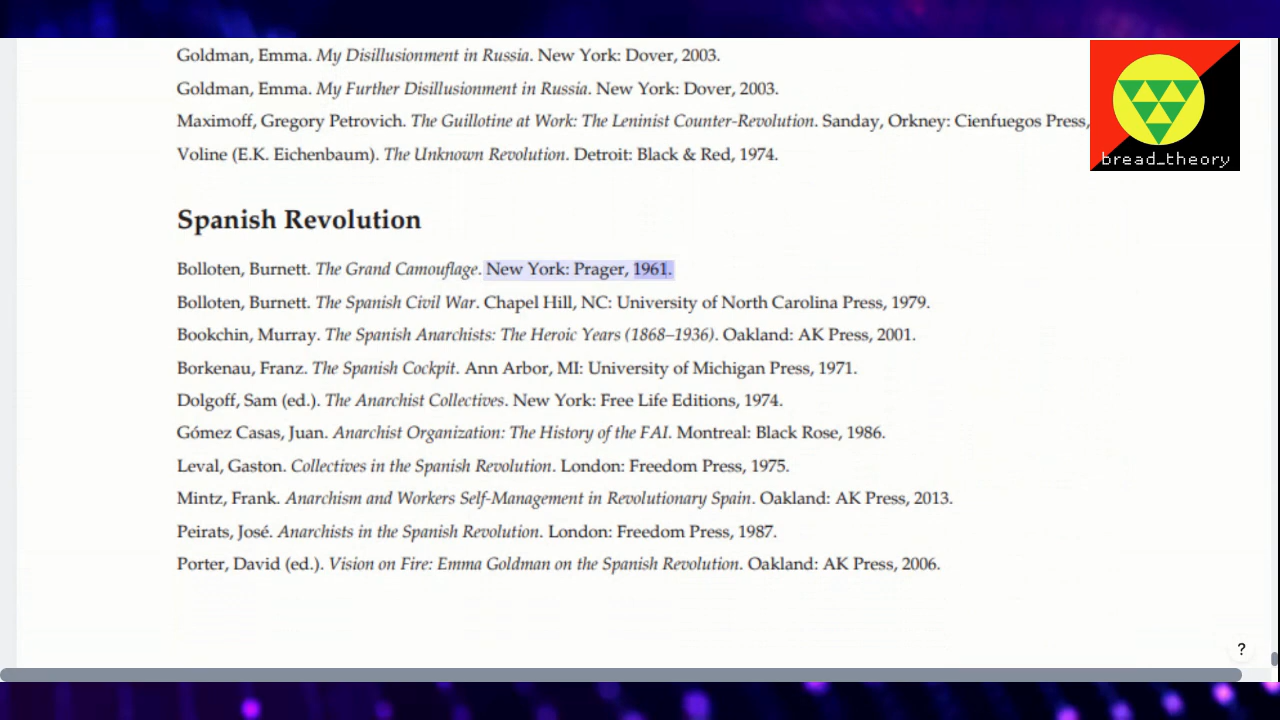 Goldman, Emma. My Disillusionment in Russia. New York: Dover, 2003.
Goldman, Emma. My Further Disillusionment in Russia. New York: Dover, 2003.
Maximoff, Gregory Petrovich. The Guillotine at Work: The Leninist Counter-Revolution. Sanday, Orkney: Cienfuegos Press,
bread_theory
Voline (E.K. Eichenbaum). The Unknown Revolution. Detroit: Black & Red, 1974.
Spanish Revolution
Bolloten, Burnett. The Grand Camouflage. New York: Prager, 1961.
Bolloten, Burnett. The Spanish Civil War. Chapel Hill, NC: University of North Carolina Press, 1979.
Bookchin, Murray. The Spanish Anarchists: The Heroic Years (1868–1936). Oakland: AK Press, 2001.
Borkenau, Franz. The Spanish Cockpit. Ann Arbor, MI: University of Michigan Press, 1971.
Dolgoff, Sam (ed.). The Anarchist Collectives. New York: Free Life Editions, 1974.
Gómez Casas, Juan. Anarchist Organization: The History of the FAI. Montreal: Black Rose, 1986.
Leval, Gaston. Collectives in the Spanish Revolution. London: Freedom Press, 1975.
Mintz, Frank. Anarchism and Workers Self-Management in Revolutionary Spain. Oakland: AK Press, 2013.
Peirats, José. Anarchists in the Spanish Revolution. London: Freedom Press, 1987.
Porter, David (ed.). Vision on Fire: Emma Goldman on the Spanish Revolution. Oakland: AK Press, 2006.
?